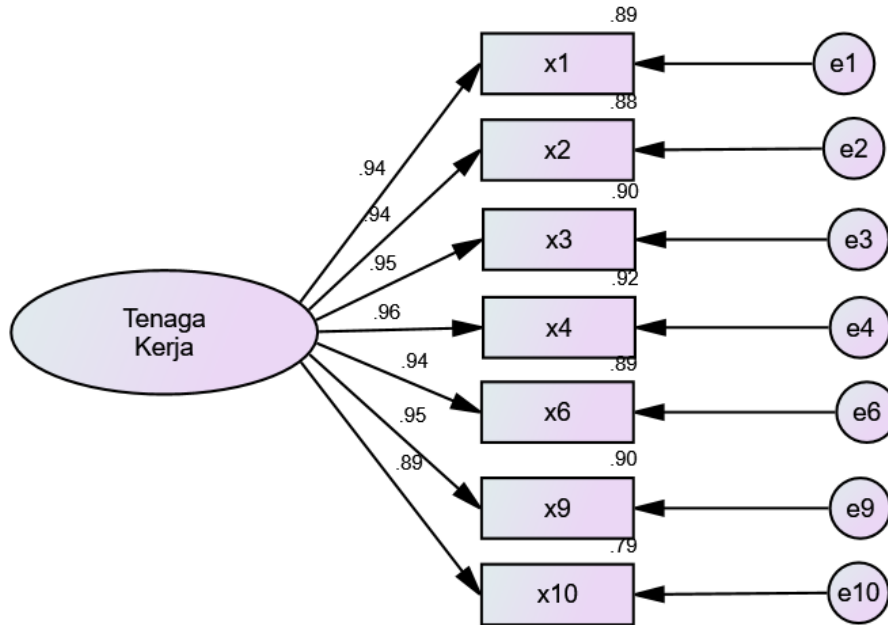 .89
x1
e1
.88
.94
x2
e2
.94
.90
x3
e3
.95
.92
.96
x4
e4
Tenaga
Kerja
.89
.94
x6
e6
.95
.90
.89
x9
e9
.79
x10
e10